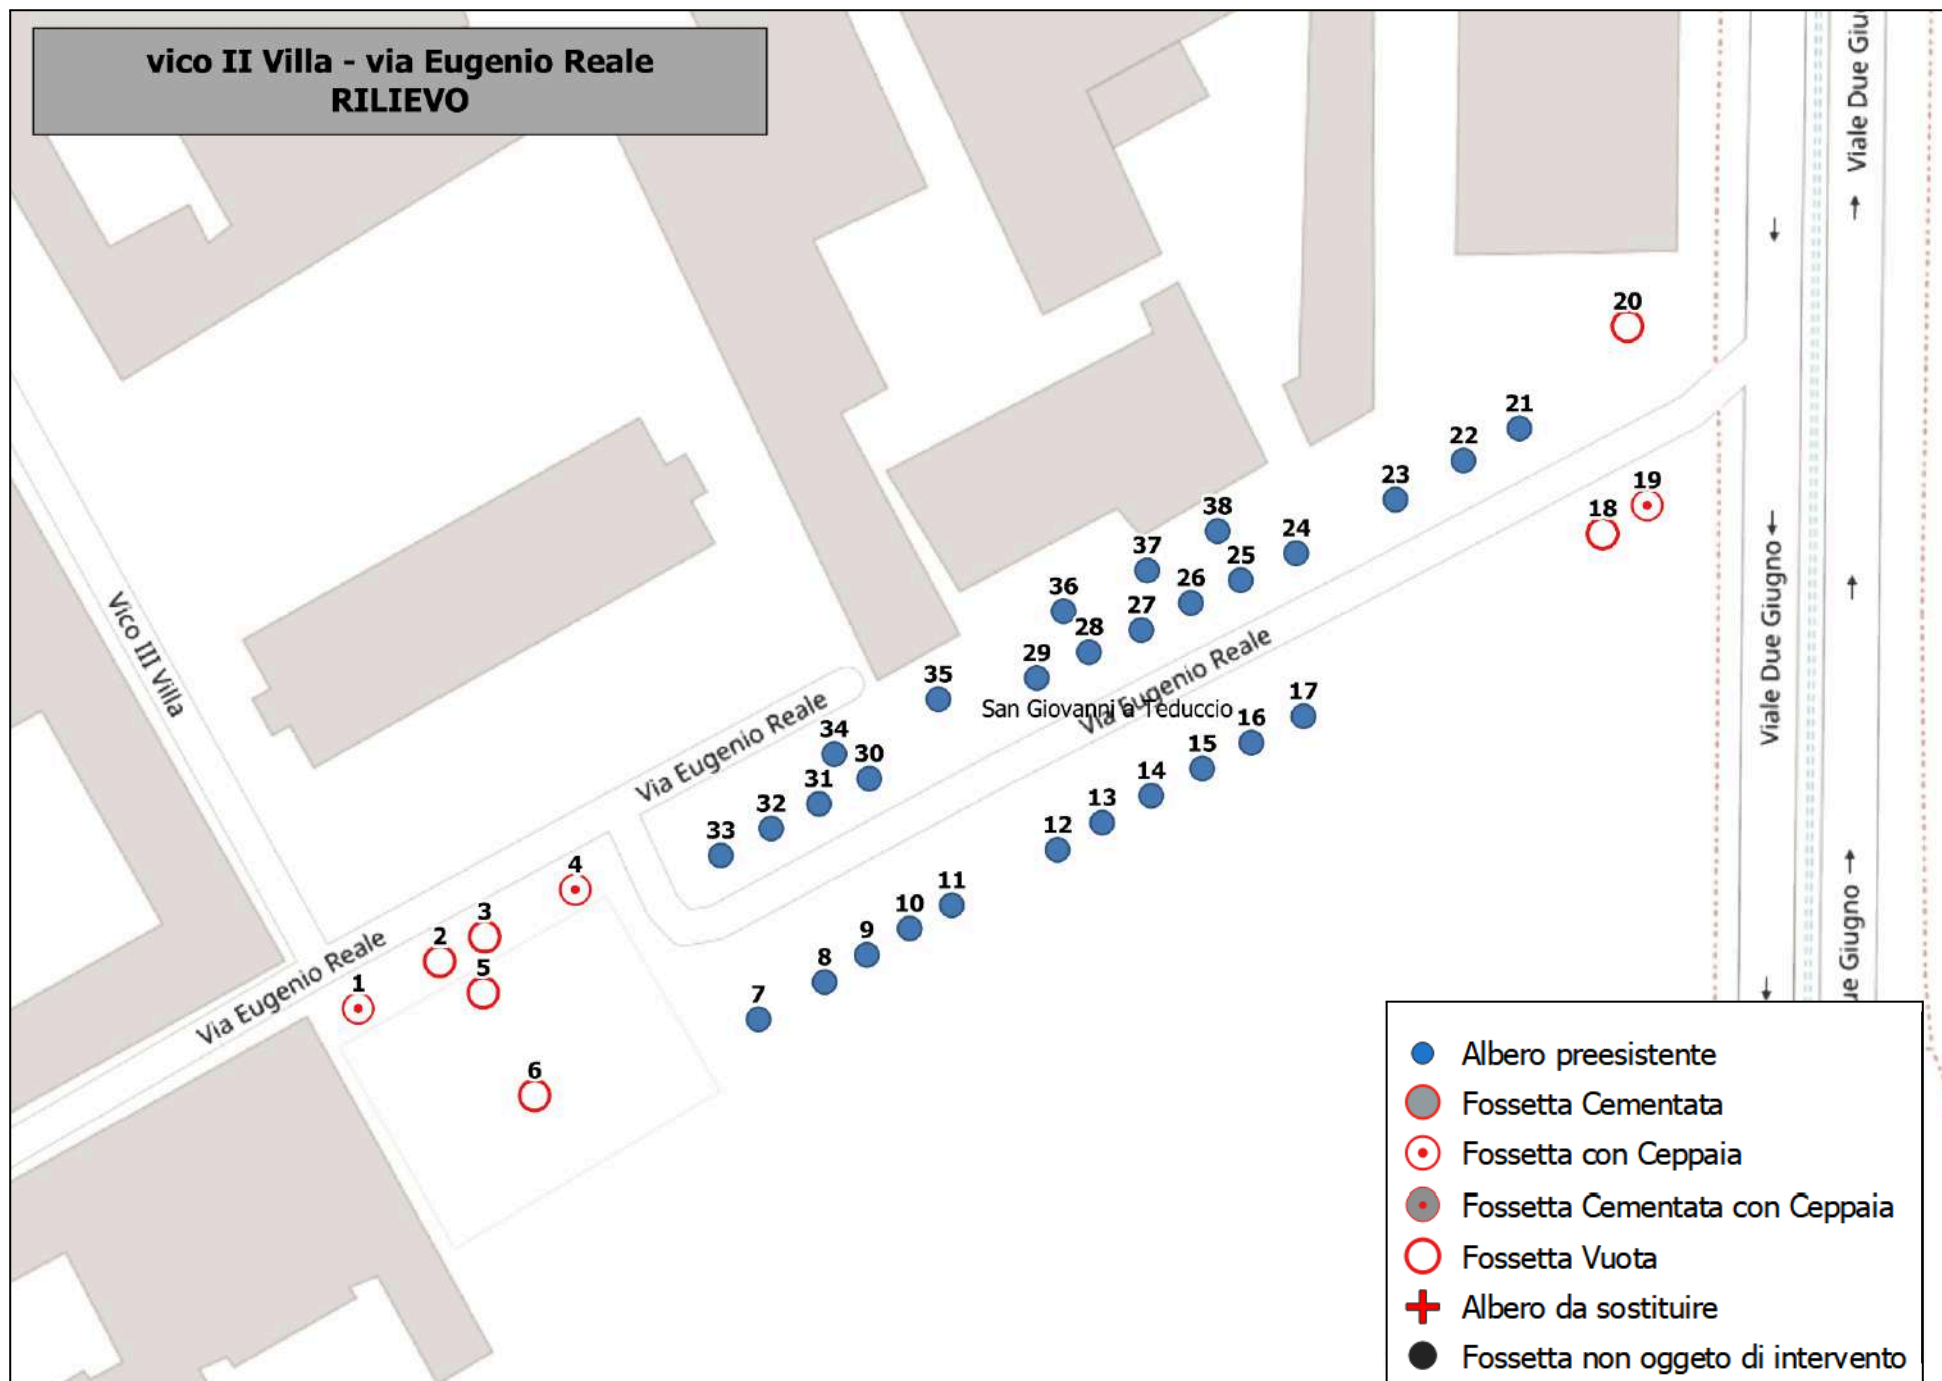 vico II Villa - via Eugenio Reale
RILIEVO
Viale Due Giu
20
21
22
23
19
18
38
24
37
25
26
36
27
28
29
35
Vico III Villa
Viale Due Giugno
Via Eugenio Reale
San Giovanni a Teduccio
17
16
34
30
15
Via Eugenio Reale
31
14
32
13
33
12
4
11
10
3
9
2
8
5
Via Eugenio Reale
1
7
6
ue Giugno
Albero preesistente
Fossetta Cementata
Fossetta con Ceppaia
Fossetta Cementata con Ceppaia
Fossetta Vuota
Albero da sostituire
Fossetta non oggeto di intervento